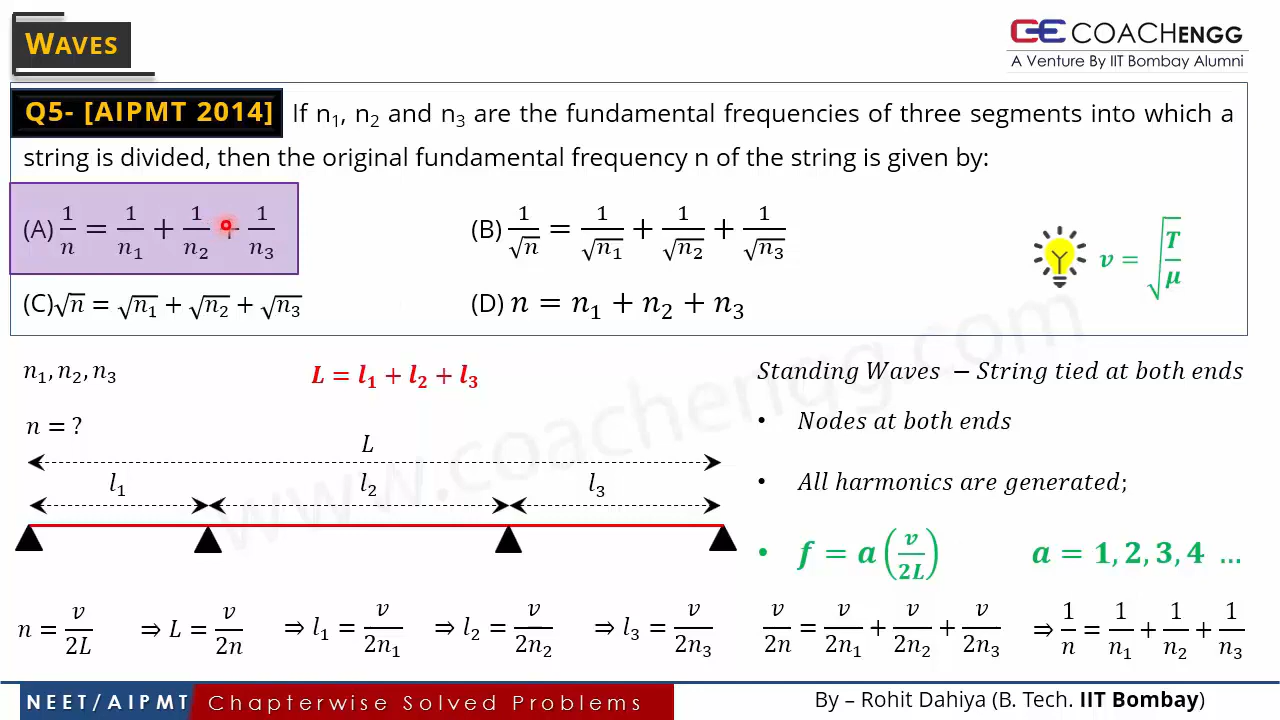 WAVES
CE COACHENGG
A Venture By IIT Bombay Alumni
Q5- [AIPMT 2014] If n₁, n₂ and n₃ are the fundamental frequencies of three segments into which a
string is divided, then the original fundamental frequency n of the string is given by:
(A) 1/n = 1/n₁ + 1/n₂ + 1/n₃
(B) 1/√n = 1/√n₁ + 1/√n₂ + 1/√n₃
v = √(T/μ)
(C)√n = √n₁ + √n₂ + √n₃
(D) n = n₁ + n₂ + n₃
www.coachengg.com
n₁, n₂, n₃
L = l₁ + l₂ + l₃
n = ?
L
l₁ l₂ l₃
Standing Waves − String tied at both ends
• Nodes at both ends
• All harmonics are generated;
• f = a(v/2L) a = 1, 2, 3, 4 ...
n = v/2L ⇒ L = v/2n ⇒ l₁ = v/2n₁ ⇒ l₂ = v/2n₂ ⇒ l₃ = v/2n₃
v/2n = v/2n₁ + v/2n₂ + v/2n₃ ⇒ 1/n = 1/n₁ + 1/n₂ + 1/n₃
NEET/AIPMT Chapterwise Solved Problems
By – Rohit Dahiya (B. Tech. IIT Bombay)